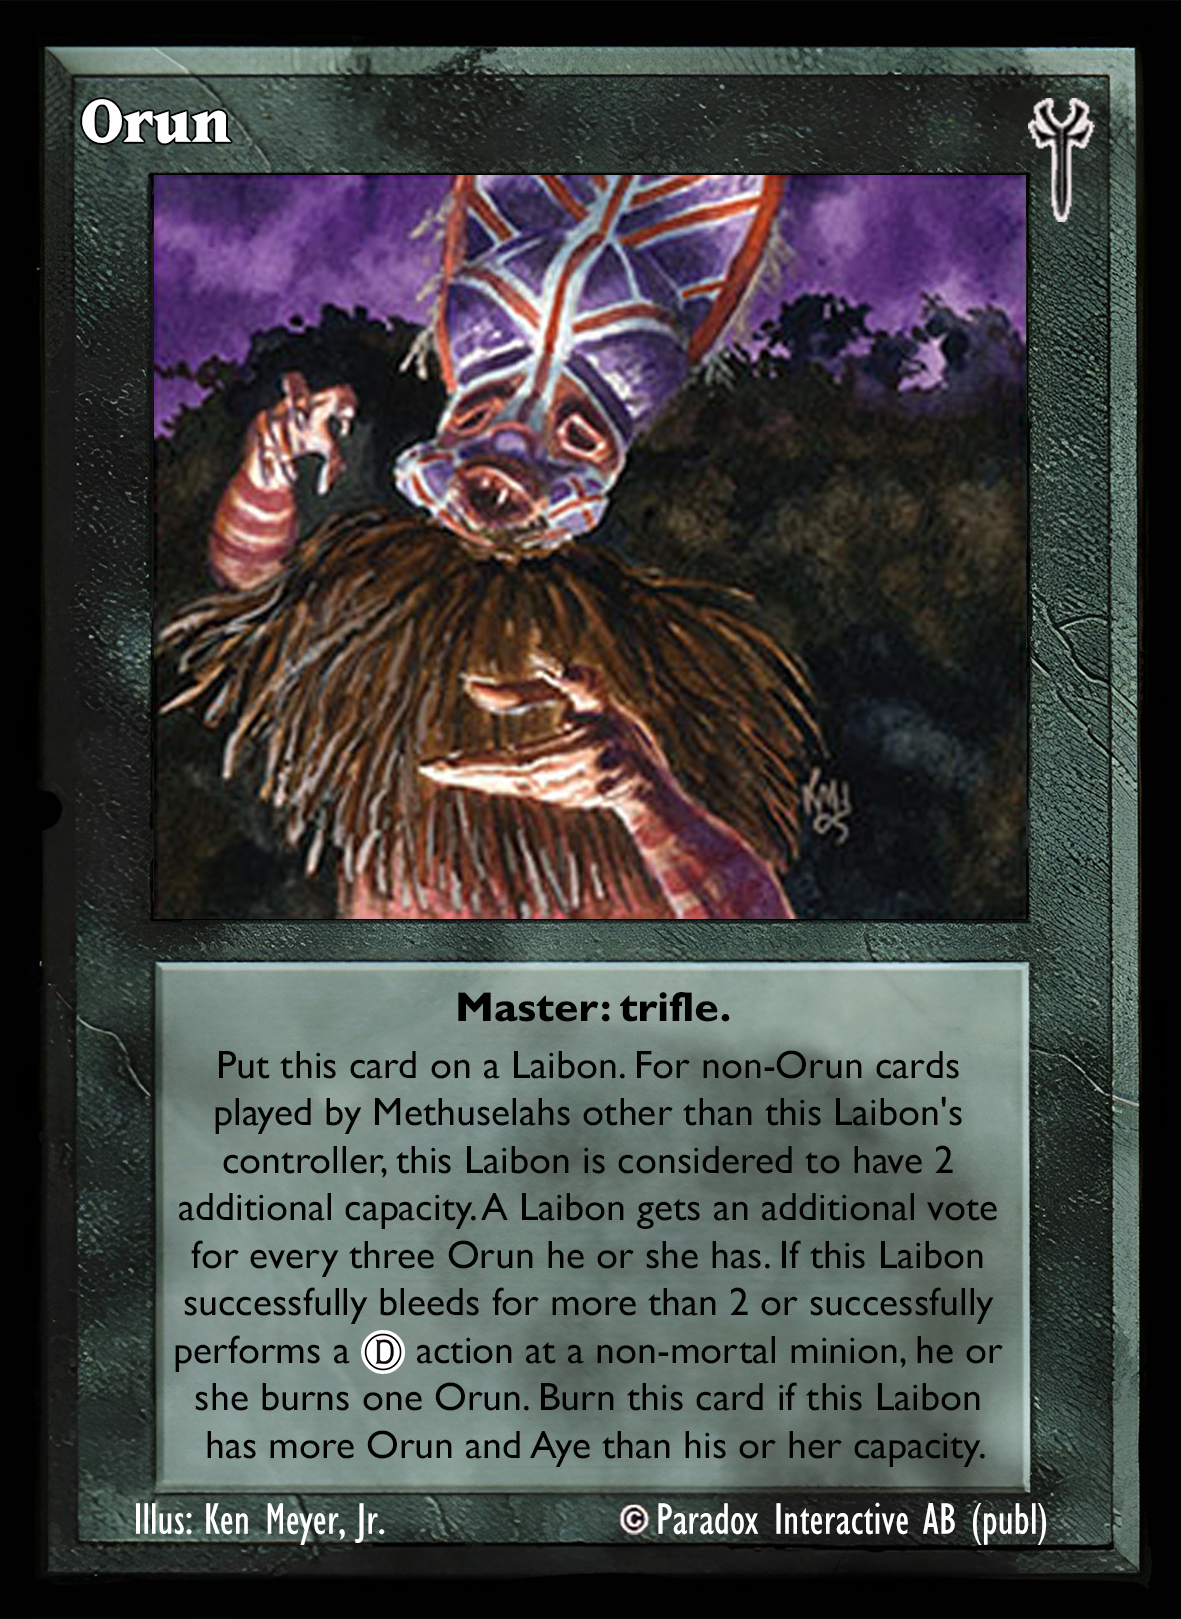 Orun
KMJ
05
Master: trifle.
Put this card on a Laibon. For non-Orun cards
played by Methuselahs other than this Laibon's
controller, this Laibon is considered to have 2
additional capacity. A Laibon gets an additional vote
for every three Orun he or she has. If this Laibon
successfully bleeds for more than 2 or successfully
performs a Ⓓ action at a non-mortal minion, he or
she burns one Orun. Burn this card if this Laibon
has more Orun and Aye than his or her capacity.
Illus: Ken Meyer, Jr. © Paradox Interactive AB (publ)